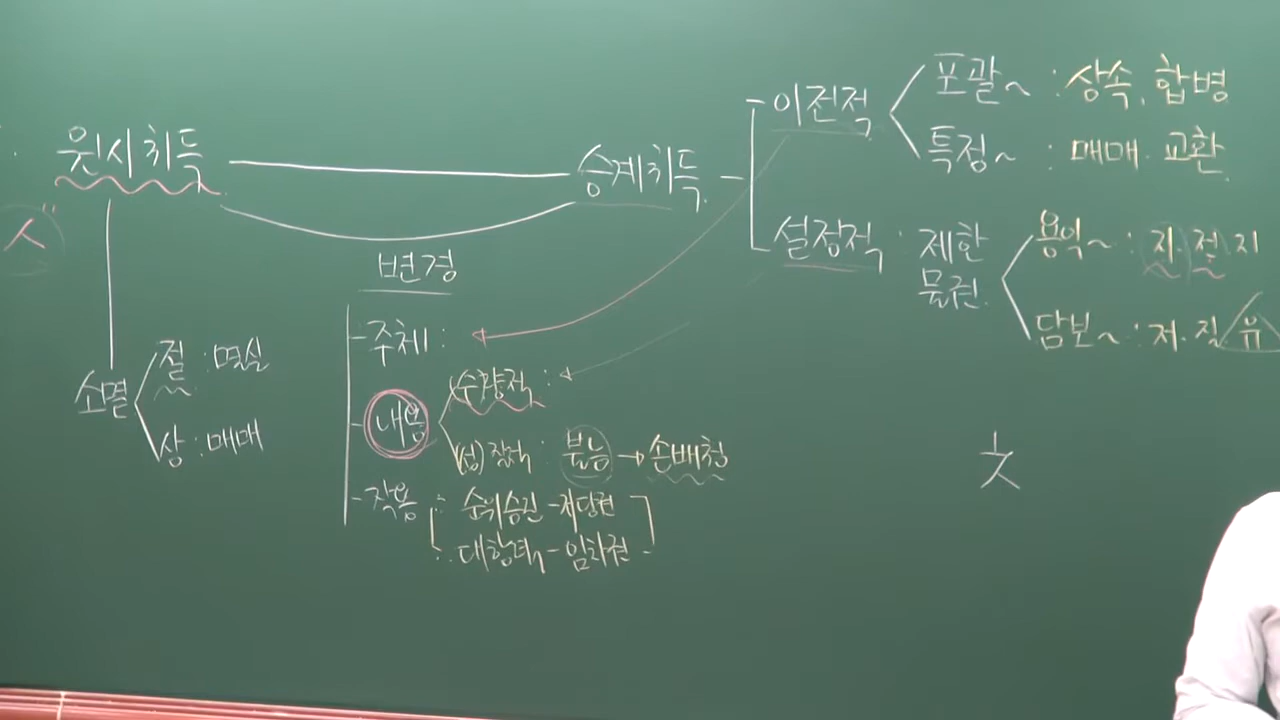 원시취득
승계취득
이전적
포괄~ : 상속, 합병
특정~ : 매매. 교환
설정적 : 제한
물권
용익~ : 지. 전. 지
담보~ : 저. 질. 유
변경
주체 :
내용
수량적 :
(성)질적 : 불능 → 손배청
작용 : 순위승진 - 저당권
대항력 - 임차권
소멸
절 : 멸실
상 : 매매